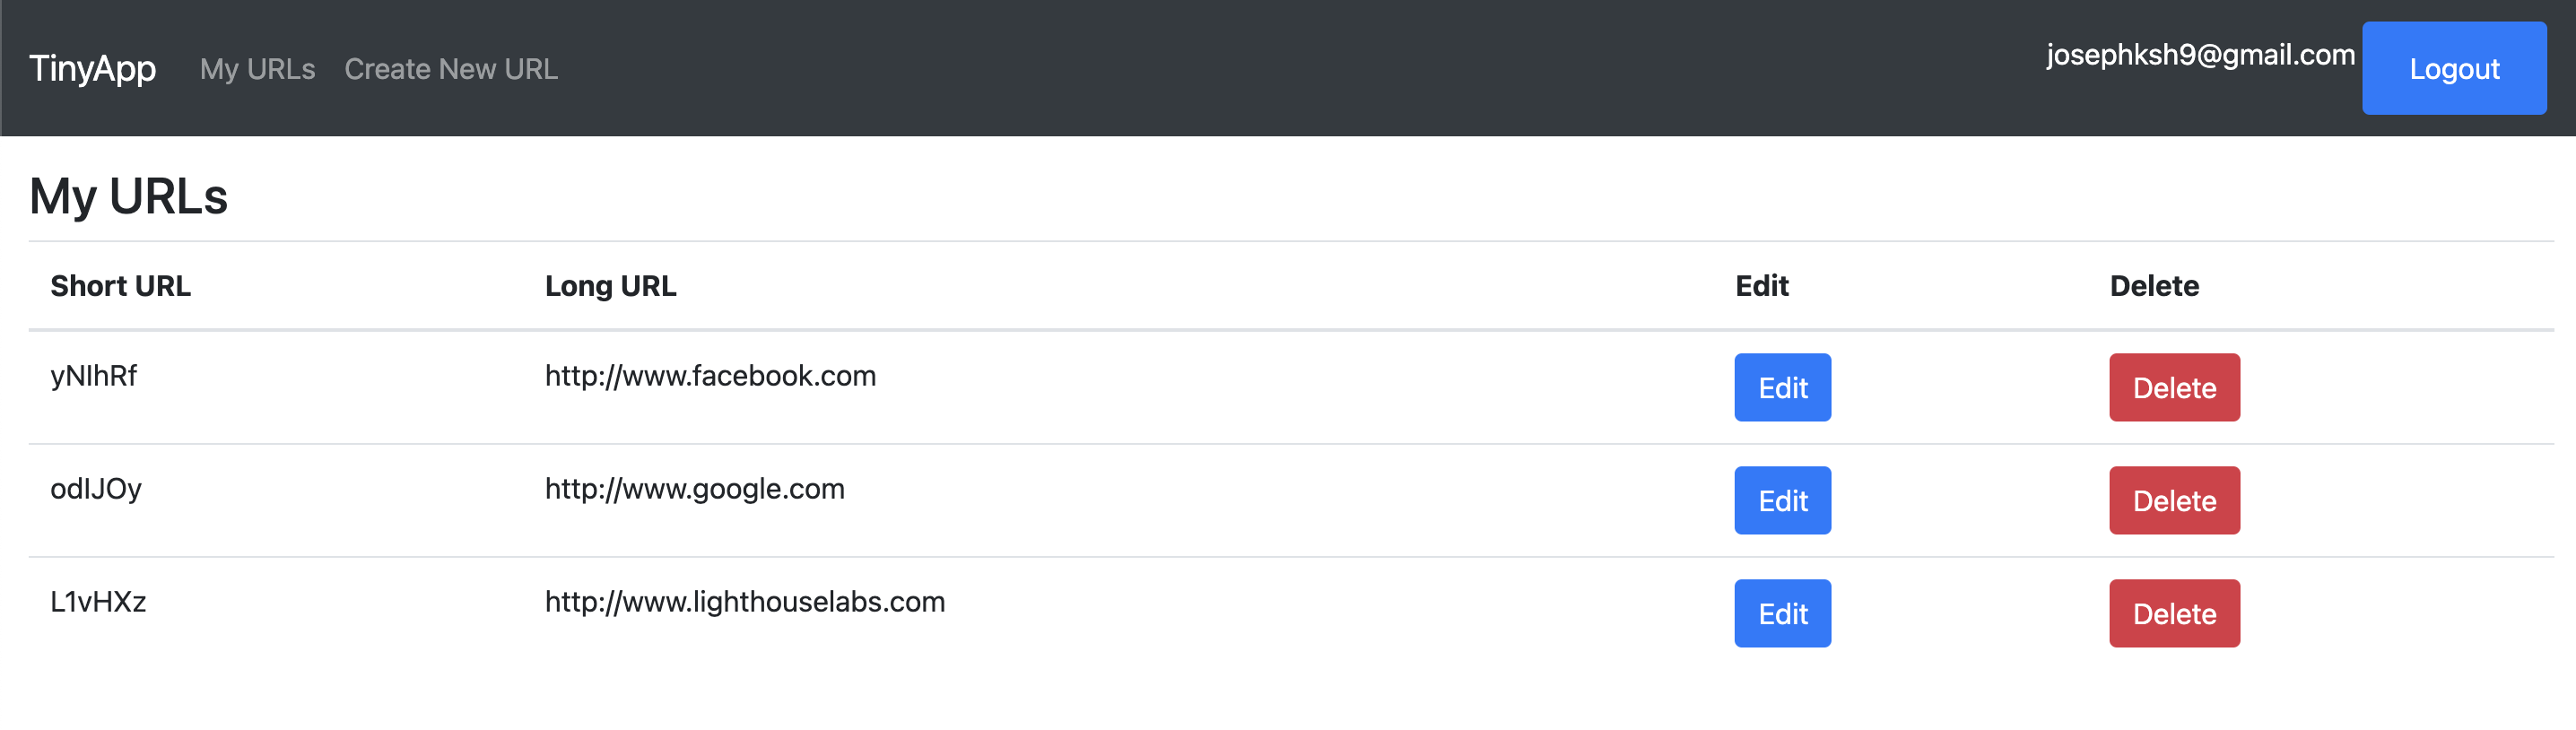 TinyApp My URLs Create New URL josephksh9@gmail.com Logout
My URLs
Short URL Long URL Edit Delete
yNIhRf http://www.facebook.com Edit Delete
odIJOy http://www.google.com Edit Delete
L1vHXz http://www.lighthouselabs.com Edit Delete